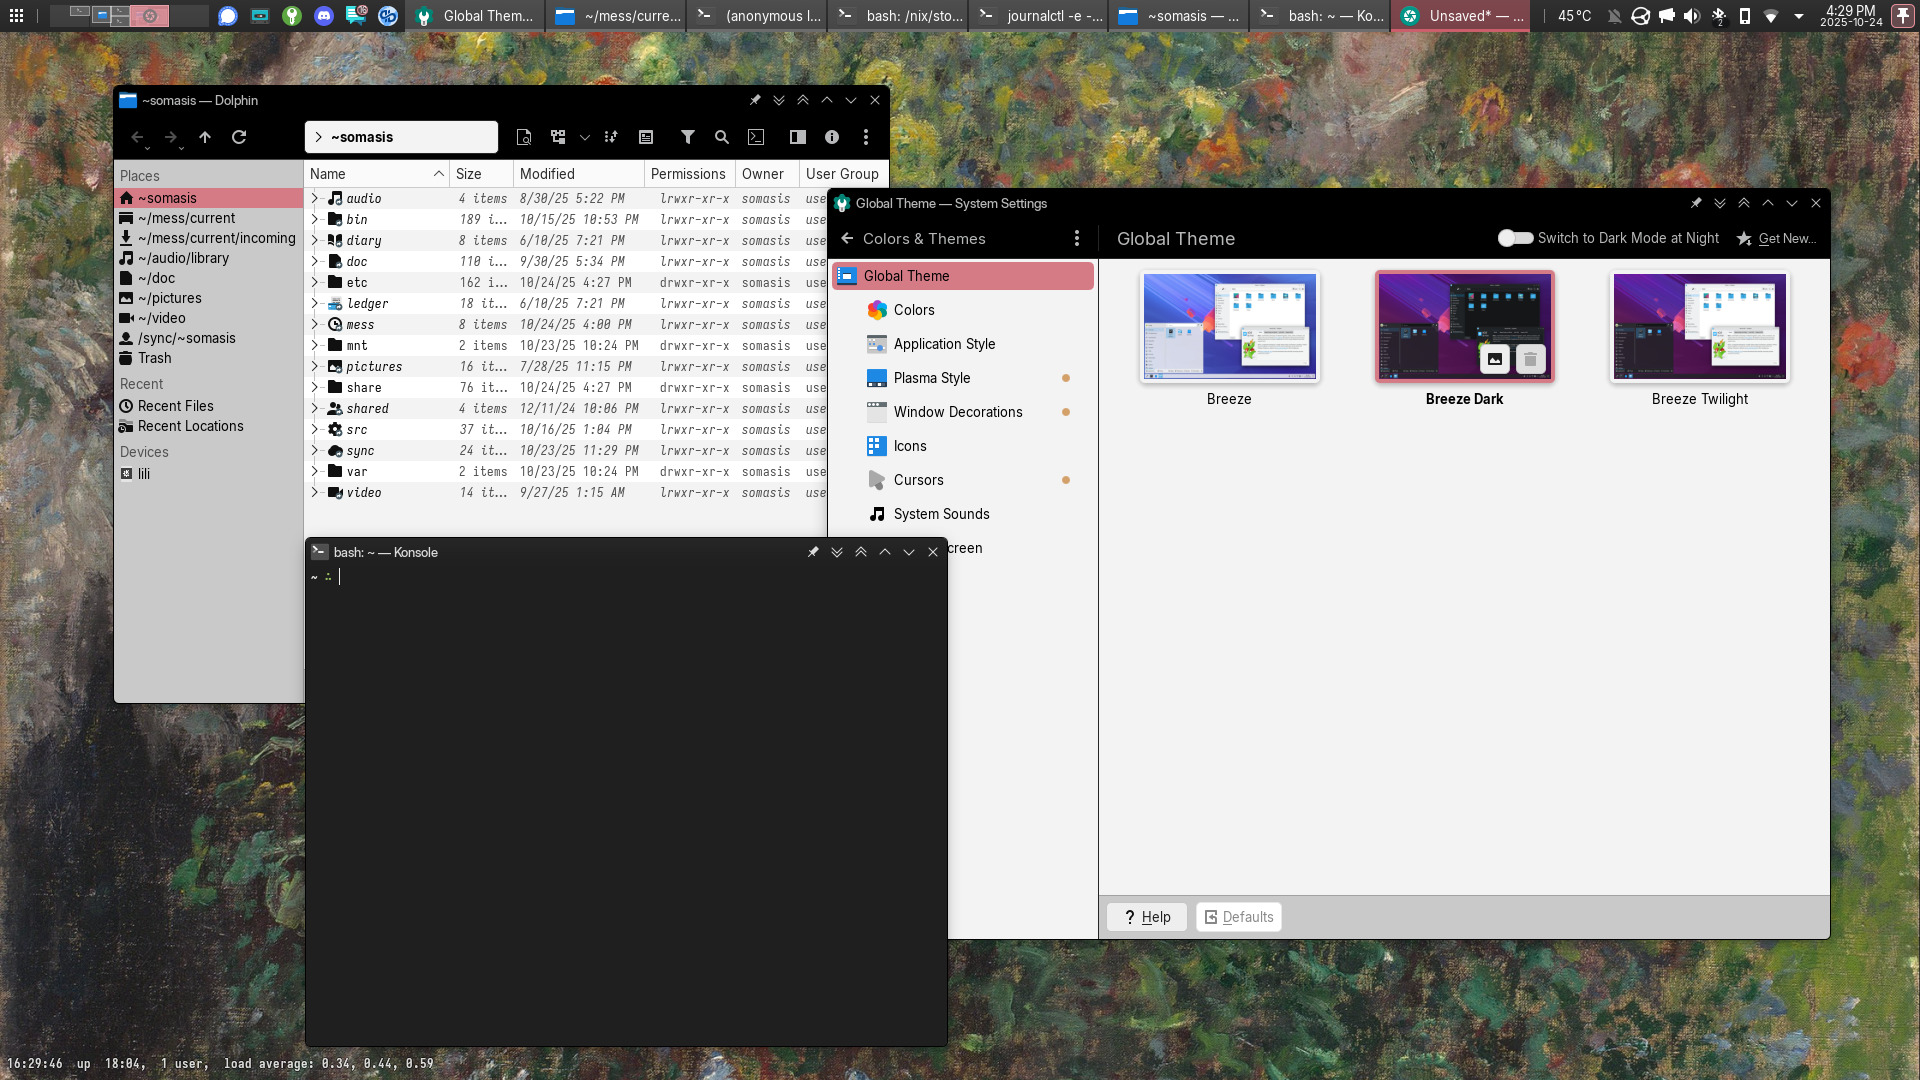 Global Them...
~/mess/curre...
(anonymous l...
bash: /nix/sto...
journalctl -e -...
~somasis — ...
bash: ~ — Ko...
Unsaved* — ...
45 °C
2
4:29 PM
2025-10-24
~somasis — Dolphin
~somasis
Places
~somasis
~/mess/current
~/mess/current/incoming
~/audio/library
~/doc
~/pictures
~/video
/sync/~somasis
Trash
Recent
Recent Files
Recent Locations
Devices
lili
Name Size Modified Permissions Owner User Group
audio 4 items 8/30/25 5:22 PM lrwxr-xr-x somasis use
bin 189 i... 10/15/25 10:53 PM lrwxr-xr-x somasis use
diary 8 items 6/10/25 7:21 PM lrwxr-xr-x somasis use
doc 110 i... 9/30/25 5:34 PM lrwxr-xr-x somasis use
etc 162 i... 10/24/25 4:27 PM drwxr-xr-x somasis use
ledger 18 it... 6/10/25 7:21 PM lrwxr-xr-x somasis use
mess 8 items 10/24/25 4:00 PM lrwxr-xr-x somasis use
mnt 2 items 10/23/25 10:24 PM drwxr-xr-x somasis use
pictures 16 it... 7/28/25 11:15 PM lrwxr-xr-x somasis use
share 76 it... 10/24/25 4:27 PM drwxr-xr-x somasis use
shared 4 items 12/11/24 10:06 PM lrwxr-xr-x somasis use
src 37 it... 10/16/25 1:04 PM lrwxr-xr-x somasis use
sync 24 it... 10/23/25 11:29 PM lrwxr-xr-x somasis use
var 2 items 10/23/25 10:24 PM drwxr-xr-x somasis use
video 14 it... 9/27/25 1:15 AM lrwxr-xr-x somasis use
Global Theme — System Settings
Colors & Themes
Global Theme
Switch to Dark Mode at Night
Get New...
Global Theme
Colors
Application Style
Plasma Style
Window Decorations
Icons
Cursors
System Sounds
creen
Breeze
Breeze Dark
Breeze Twilight
? Help
Defaults
bash: ~ — Konsole
~ ∴
16:29:46 up 18:04, 1 user, load average: 0.34, 0.44, 0.59